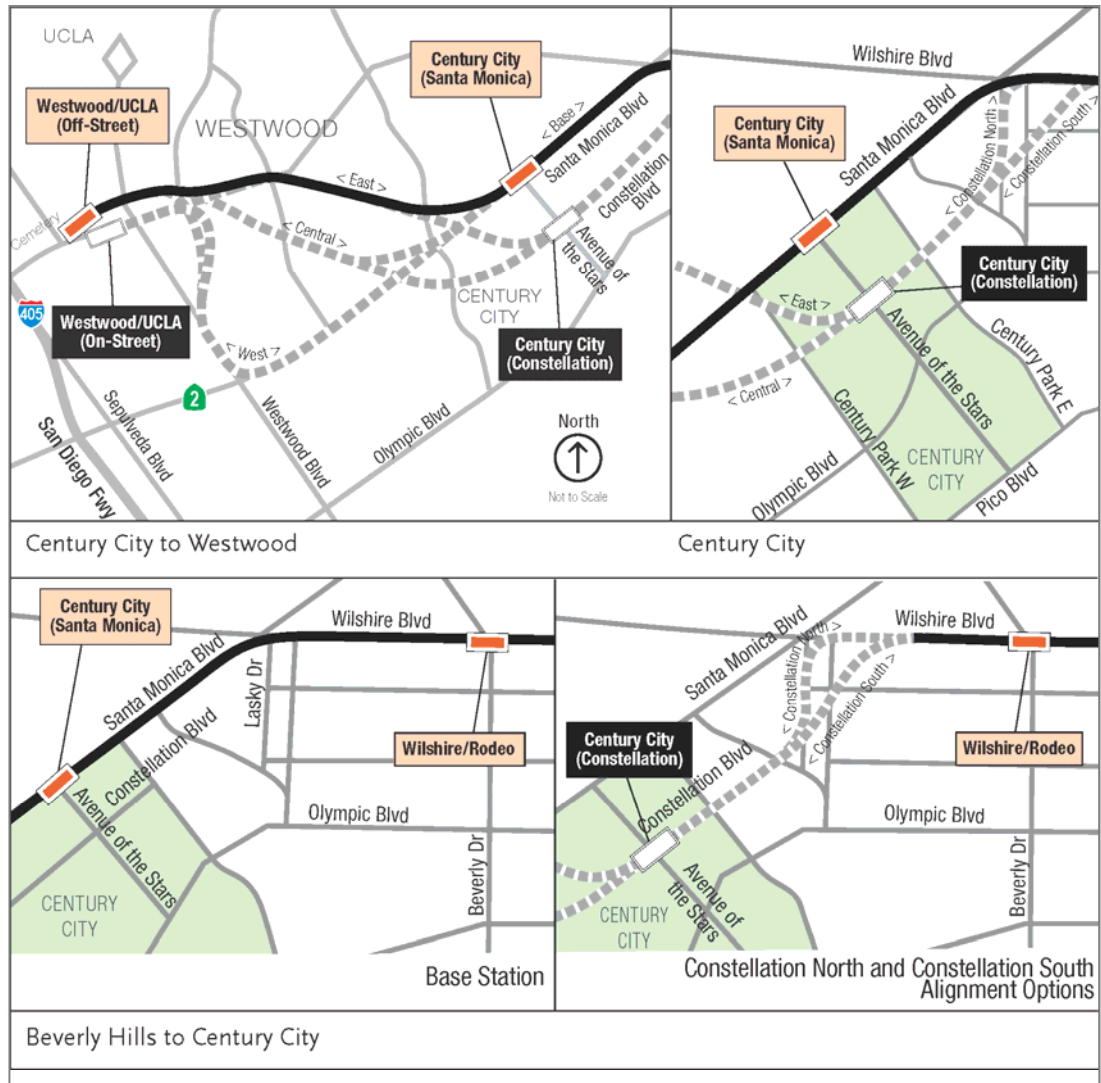 UCLA
Westwood/UCLA
(Off-Street)
Century City
(Santa Monica)
WESTWOOD
< Base >
Santa Monica Blvd
< East >
Constellation
Blvd
Cemetery
< Central >
Avenue of
the Stars
CENTURY
CITY
405
Westwood/UCLA
(On-Street)
< West >
Century City
(Constellation)
2
Sepulveda Blvd
Westwood Blvd
Olympic Blvd
San Diego Fwy
North
Not to Scale
Century City to Westwood
Wilshire Blvd
Century City
(Santa Monica)
Santa Monica Blvd
< Constellation North >
< Constellation South >
Century City
(Constellation)
< East >
< Central >
Avenue of the Stars
Century Park E
Century Park W
CENTURY
CITY
Olympic Blvd
Pico Blvd
Century City
Century City
(Santa Monica)
Wilshire Blvd
Santa Monica Blvd
Lasky Dr
Constellation Blvd
Wilshire/Rodeo
Avenue of the Stars
Olympic Blvd
Beverly Dr
CENTURY
CITY
Base Station
Santa Monica Blvd
Wilshire Blvd
< Constellation North >
< Constellation South >
Century City
(Constellation)
Wilshire/Rodeo
Constellation Blvd
Olympic Blvd
Avenue of
the Stars
Beverly Dr
CENTURY
CITY
Constellation North and Constellation South
Alignment Options
Beverly Hills to Century City